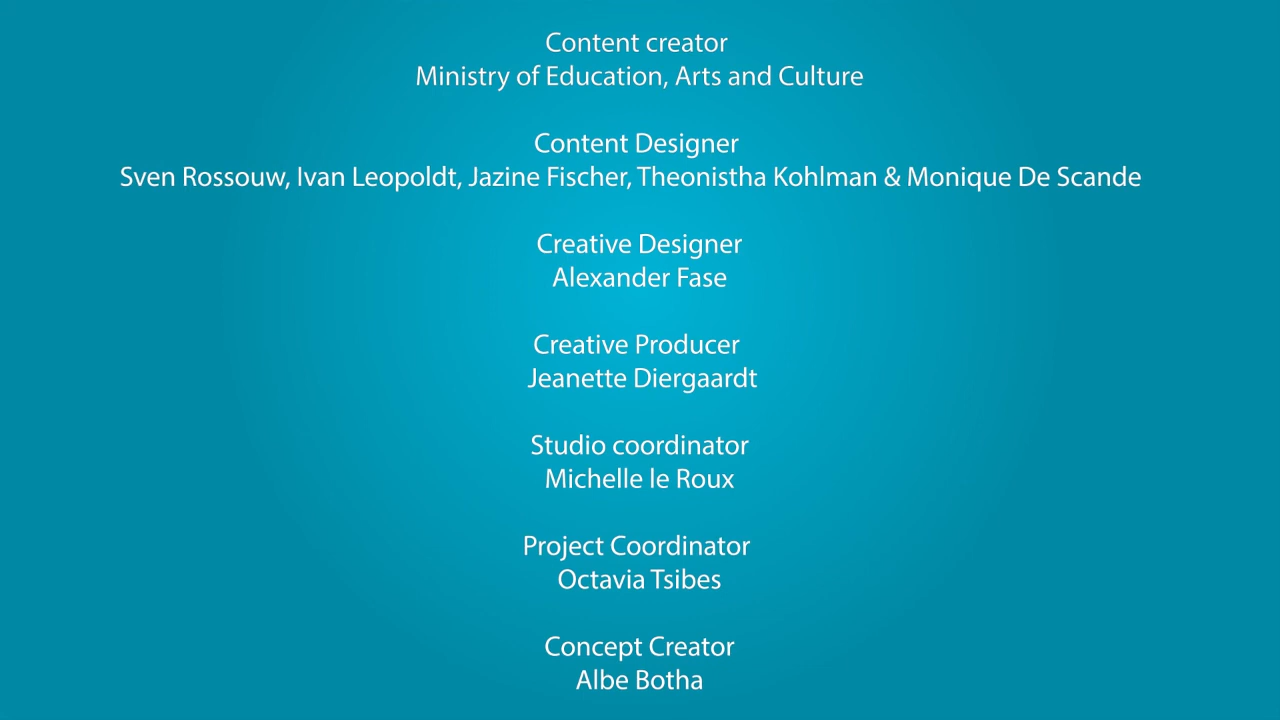 Content creator
Ministry of Education, Arts and Culture
Content Designer
Sven Rossouw, Ivan Leopoldt, Jazine Fischer, Theonistha Kohlman & Monique De Scande
Creative Designer
Alexander Fase
Creative Producer
Jeanette Diergaardt
Studio coordinator
Michelle le Roux
Project Coordinator
Octavia Tsibes
Concept Creator
Albe Botha